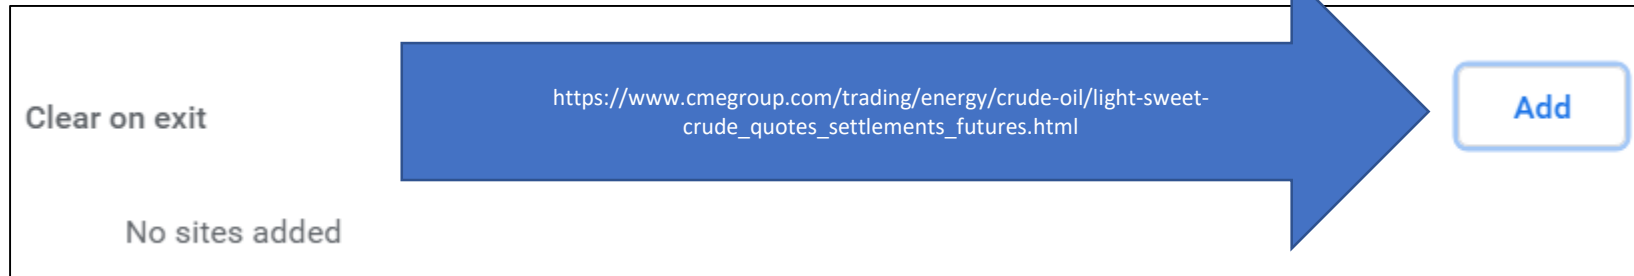 https://www.cmegroup.com/trading/energy/crude-oil/light-sweet-
crude_quotes_settlements_futures.html
Clear on exit
Add
No sites added